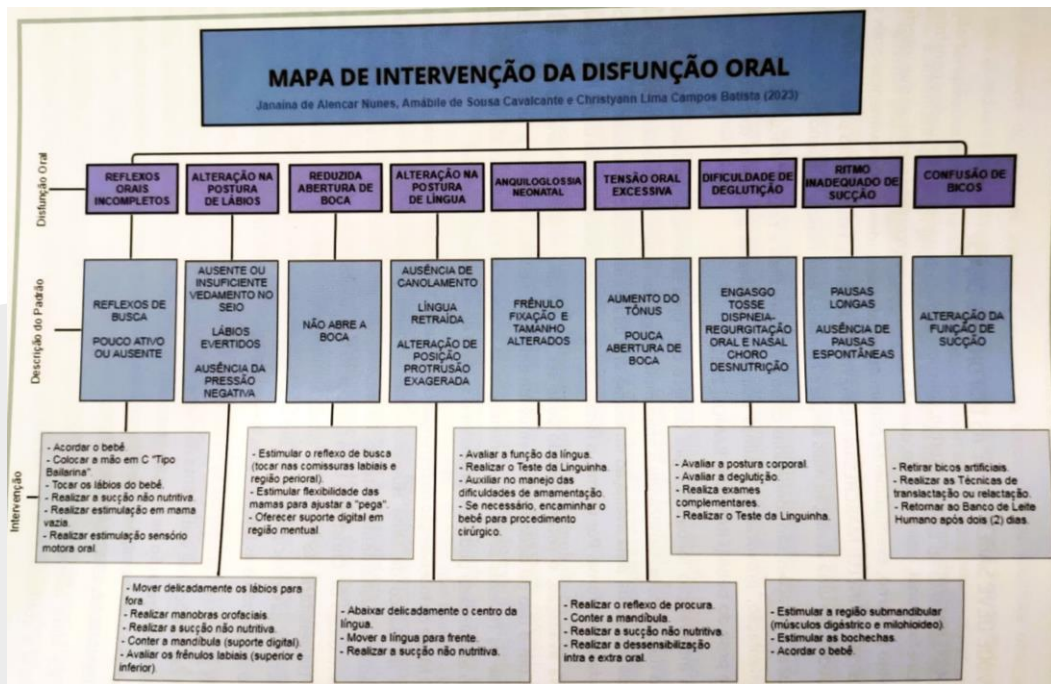 MAPA DE INTERVENÇÃO DA DISFUNÇÃO ORAL
Janaina de Alencar Nunes, Amábile de Sousa Cavalcante e Christyann Lima Campos Batista (2023)
Disfunção Oral
REFLEXOS
ORAIS
INCOMPLETOS
ALTERAÇÃO NA
POSTURA
DE LÁBIOS
REDUZIDA
ABERTURA DE
BOCA
ALTERAÇÃO NA
POSTURA
DE LÍNGUA
ANQUILOGLOSSIA
NEONATAL
TENSÃO ORAL
EXCESSIVA
DIFICULDADE DE
DEGLUTIÇÃO
RITMO
INADEQUADO DE
SUCÇÃO
CONFUSÃO DE
BICOS
Descrição do Padrão
REFLEXOS DE
BUSCA
POUCO ATIVO
OU AUSENTE
AUSENTE OU
INSUFICIENTE
VEDAMENTO NO
SEIO
LÁBIOS
EVERTIDOS
AUSÊNCIA DA
PRESSÃO
NEGATIVA
NÃO ABRE A
BOCA
AUSÊNCIA DE
CANOLAMENTO
LÍNGUA
RETRAÍDA
ALTERAÇÃO DE
POSIÇÃO
PROTRUSÃO
EXAGERADA
FRÊNULO
FIXAÇÃO E
TAMANHO
ALTERADOS
AUMENTO DO
TÔNUS
POUCA
ABERTURA DE
BOCA
ENGASGO
TOSSE
DISPNEIA-
REGURGITAÇÃO
ORAL E NASAL
CHORO
DESNUTRIÇÃO
PAUSAS
LONGAS
AUSÊNCIA DE
PAUSAS
ESPONTÂNEAS
ALTERAÇÃO DA
FUNÇÃO DE
SUCÇÃO
Intervenção
- Acordar o bebê.
- Colocar a mão em C "Tipo
Bailarina".
- Tocar os lábios do bebê.
- Realizar a sucção não nutritiva.
- Realizar estimulação em mama
vazia.
- Realizar estimulação sensório
motora oral.
- Mover delicadamente os lábios para
fora
- Realizar manobras orofaciais.
- Realizar a sucção não nutritiva.
- Conter a mandíbula (suporte digital).
- Avaliar os frênulos labiais (superior e
inferior).
- Estimular o reflexo de busca
(tocar nas comissuras labiais e
região perioral).
- Estimular flexibilidade das
mamas para ajustar a "pega".
- Oferecer suporte digital em
região mentual.
- Abaixar delicadamente o centro da
língua.
- Mover a língua para frente.
- Realizar a sucção não nutritiva.
- Avaliar a função da língua.
- Realizar o Teste da Linguinha.
- Auxiliar no manejo das
dificuldades de amamentação.
- Se necessário, encaminhar o
bebê para procedimento
cirúrgico.
- Realizar o reflexo de procura.
- Conter a mandíbula.
- Realizar a sucção não nutritiva.
- Realizar a dessensibilização
intra e extra oral.
- Avaliar a postura corporal.
- Avaliar a deglutição.
- Realiza exames
complementares.
- Realizar o Teste da Linguinha.
- Estimular a região submandibular
(músculos digástrico e milohioideo).
- Estimular as bochechas.
- Acordar o bebê.
- Retirar bicos artificiais.
- Realizar as Técnicas de
translactação ou relactação.
- Retornar ao Banco de Leite
Humano após dois (2) dias.